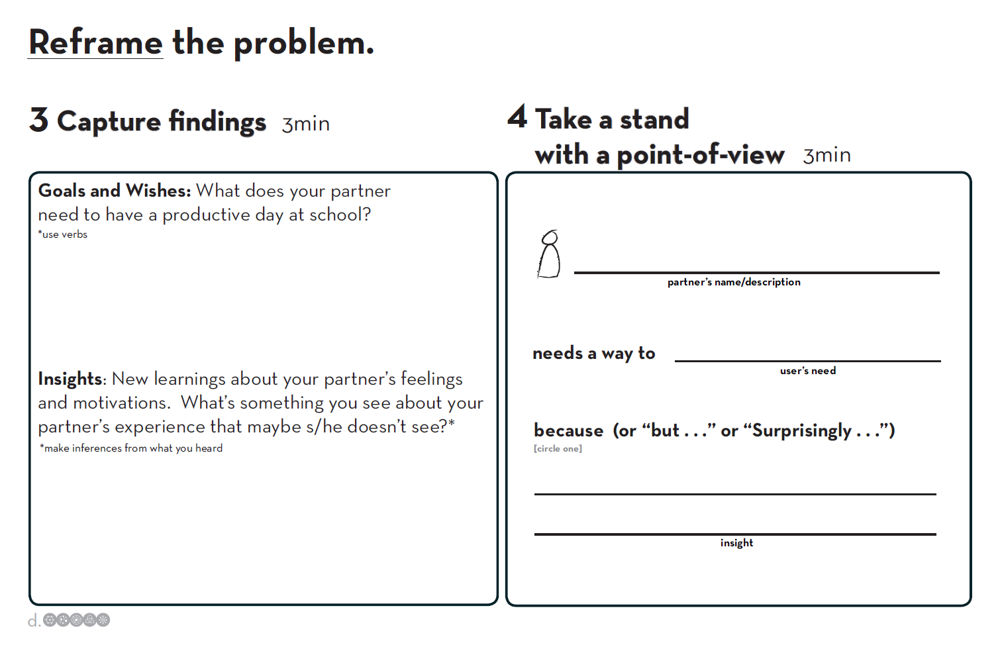 Reframe the problem.
3 Capture findings 3min
Goals and Wishes: What does your partner
need to have a productive day at school?
*use verbs
Insights: New learnings about your partner's feelings
and motivations. What's something you see about your
partner's experience that maybe s/he doesn't see?*
*make inferences from what you heard
4 Take a stand
with a point-of-view 3min
partner's name/description
needs a way to
user's need
because (or “but . . .” or “Surprisingly . . .”)
[circle one]
insight
d.